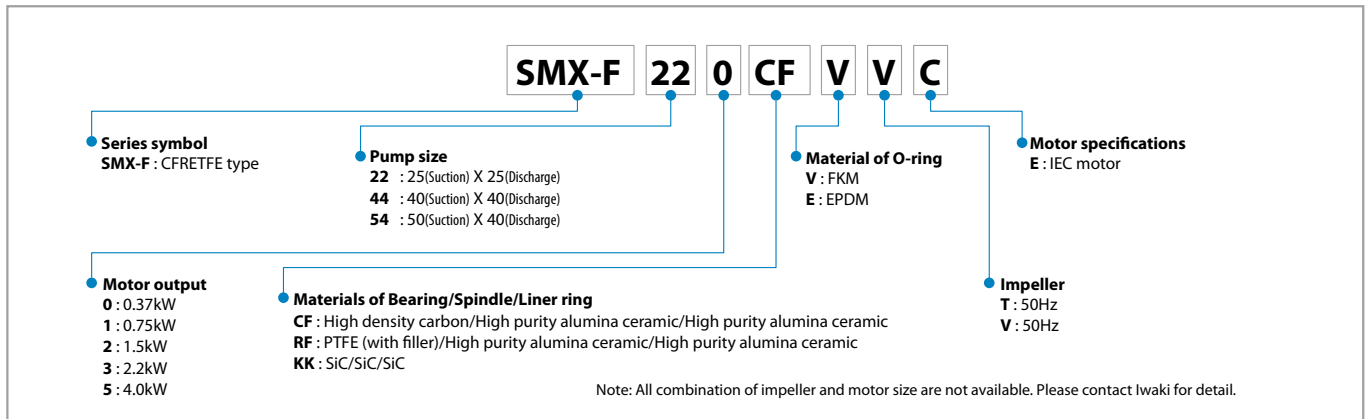 SMX-F 22 0 CF V V C
Series symbol
SMX-F : CFRETFE type
Pump size
22 : 25(Suction) X 25(Discharge)
44 : 40(Suction) X 40(Discharge)
54 : 50(Suction) X 40(Discharge)
Material of O-ring
V : FKM
E : EPDM
Motor specifications
E : IEC motor
Motor output
0 : 0.37kW
1 : 0.75kW
2 : 1.5kW
3 : 2.2kW
5 : 4.0kW
Materials of Bearing/Spindle/Liner ring
CF : High density carbon/High purity alumina ceramic/High purity alumina ceramic
RF : PTFE (with filler)/High purity alumina ceramic/High purity alumina ceramic
KK : SiC/SiC/SiC
Impeller
T : 50Hz
V : 50Hz
Note: All combination of impeller and motor size are not available. Please contact Iwaki for detail.